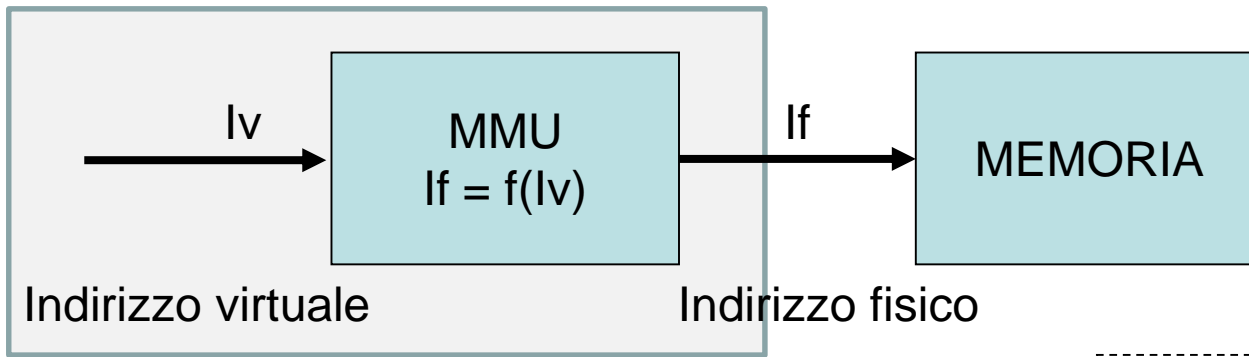 Iv
MMU
If = f(Iv)
If
MEMORIA
Indirizzo virtuale
Indirizzo fisico